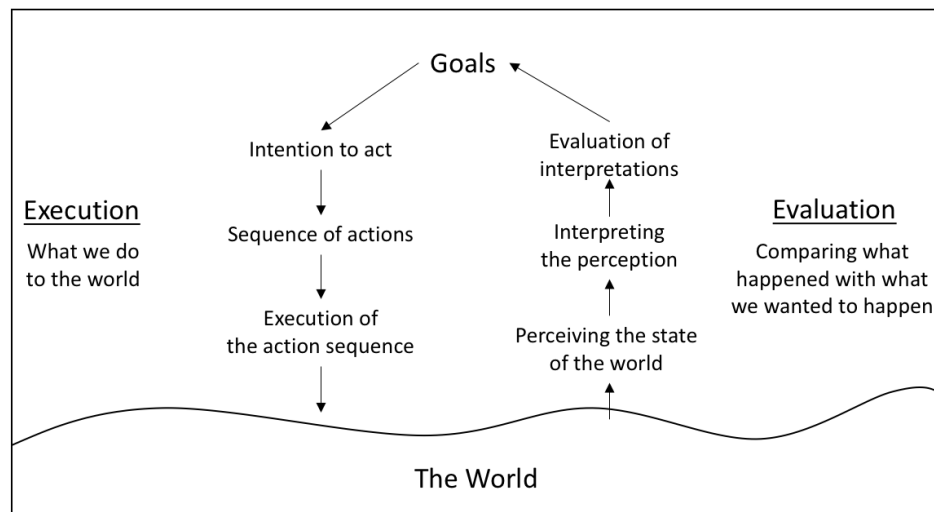 Goals
Intention to act
Sequence of actions
Execution of
the action sequence
Evaluation of
interpretations
Interpreting
the perception
Perceiving the state
of the world
Execution
What we do
to the world
Evaluation
Comparing what
happened with what
we wanted to happen
The World